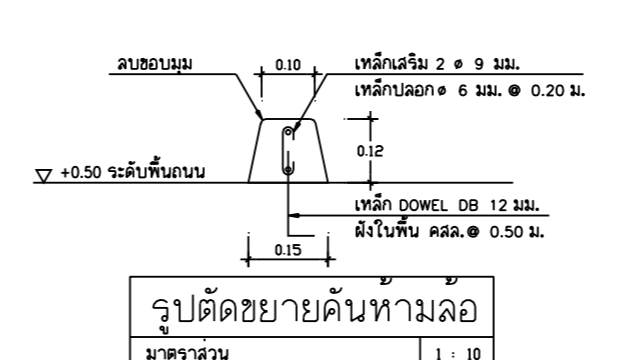 ลบขอบมุม
0.10
เหล็กเสริม 2 ø 9 มม.
เหล็กปลอก ø 6 มม. @ 0.20 ม.
0.12
+0.50 ระดับพื้นถนน
เหล็ก DOWEL DB 12 มม.
ฝังในพื้น คสล. @ 0.50 ม.
0.15
รูปตัดขยายคันห้ามล้อ
มาตราส่วน 1 : 10